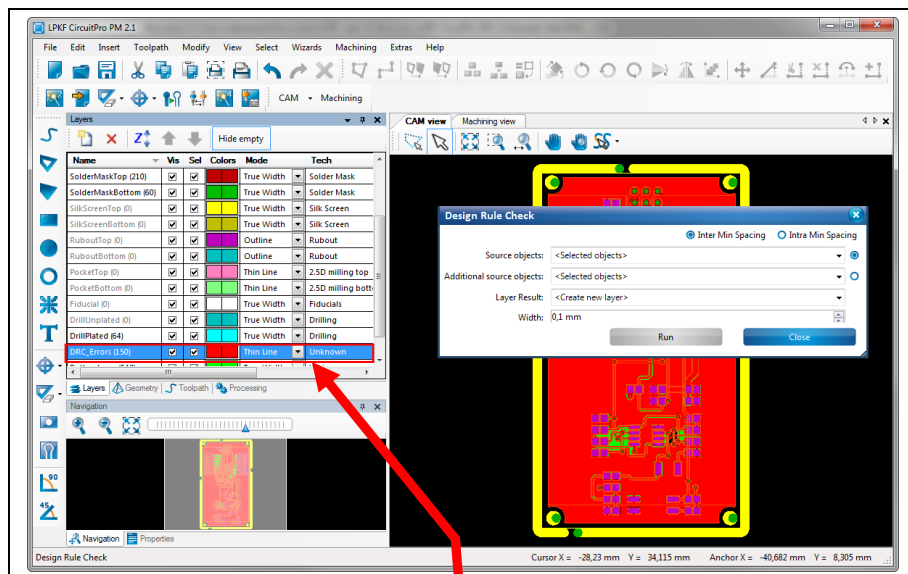 LPKF CircuitPro PM 2.1
File Edit Insert Toolpath Modify View Select Wizards Machining Extras Help
CAM Machining
Layers
Hide empty
Name Vis Sel Colors Mode Tech
SolderMaskTop (210) True Width Solder Mask
SolderMaskBottom (60) True Width Solder Mask
SilkScreenTop (0) True Width Silk Screen
SilkScreenBottom (0) True Width Silk Screen
RuboutTop (0) Outline Rubout
RuboutBottom (0) Outline Rubout
PocketTop (0) Thin Line 2.5D milling top
PocketBottom (0) Thin Line 2.5D milling bott
Fiducial (0) True Width Fiducials
DrillUnplated (0) True Width Drilling
DrillPlated (64) True Width Drilling
DRC_Errors (150) Thin Line Unknown
Layers Geometry Toolpath Processing
Navigation
Navigation Properties
CAM view Machining view
Design Rule Check
Inter Min Spacing Intra Min Spacing
Source objects: <Selected objects>
Additional source objects: <Selected objects>
Layer Result: <Create new layer>
Width: 0,1 mm
Run Close
T
90
45
Design Rule Check Cursor X = -28,23 mm Y = 34,115 mm Anchor X = -40,682 mm Y = 8,305 mm